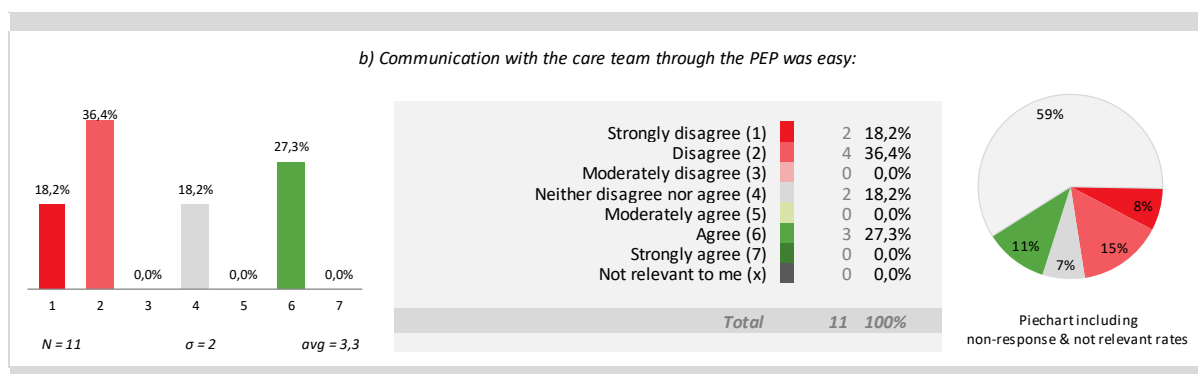 b) Communication with the care team through the PEP was easy:
18,2%
36,4%
0,0%
18,2%
0,0%
27,3%
0,0%
1 2 3 4 5 6 7
N = 11 σ = 2 avg = 3,3
Strongly disagree (1) 2 18,2%
Disagree (2) 4 36,4%
Moderately disagree (3) 0 0,0%
Neither disagree nor agree (4) 2 18,2%
Moderately agree (5) 0 0,0%
Agree (6) 3 27,3%
Strongly agree (7) 0 0,0%
Not relevant to me (x) 0 0,0%
Total 11 100%
59%
8%
15%
7%
11%
Piechart including
non-response & not relevant rates